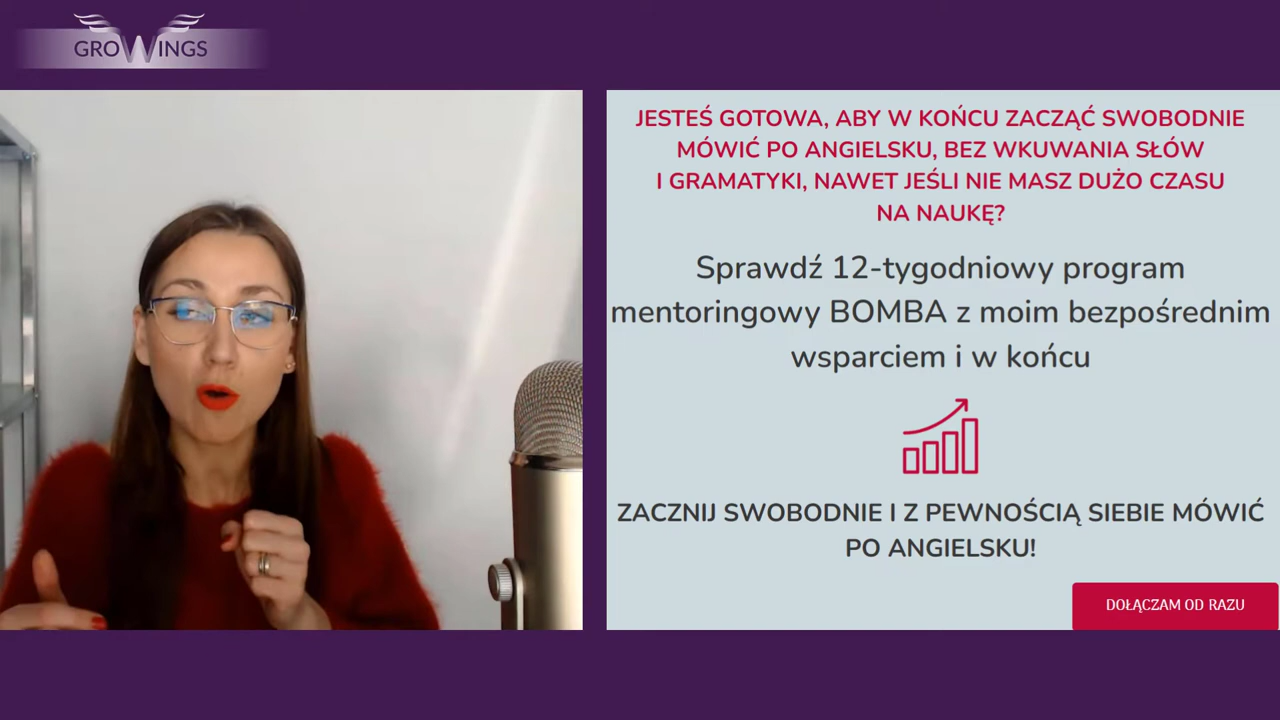 GROWINGS
JESTEŚ GOTOWA, ABY W KOŃCU ZACZĄĆ SWOBODNIE
MÓWIĆ PO ANGIELSKU, BEZ WKUWANIA SŁÓW
I GRAMATYKI, NAWET JEŚLI NIE MASZ DUŻO CZASU
NA NAUKĘ?
Sprawdź 12-tygodniowy program
mentoringowy BOMBA z moim bezpośrednim
wsparciem i w końcu
ZACZNIJ SWOBODNIE I Z PEWNOŚCIĄ SIEBIE MÓWIĆ
PO ANGIELSKU!
DOŁĄCZAM OD RAZU